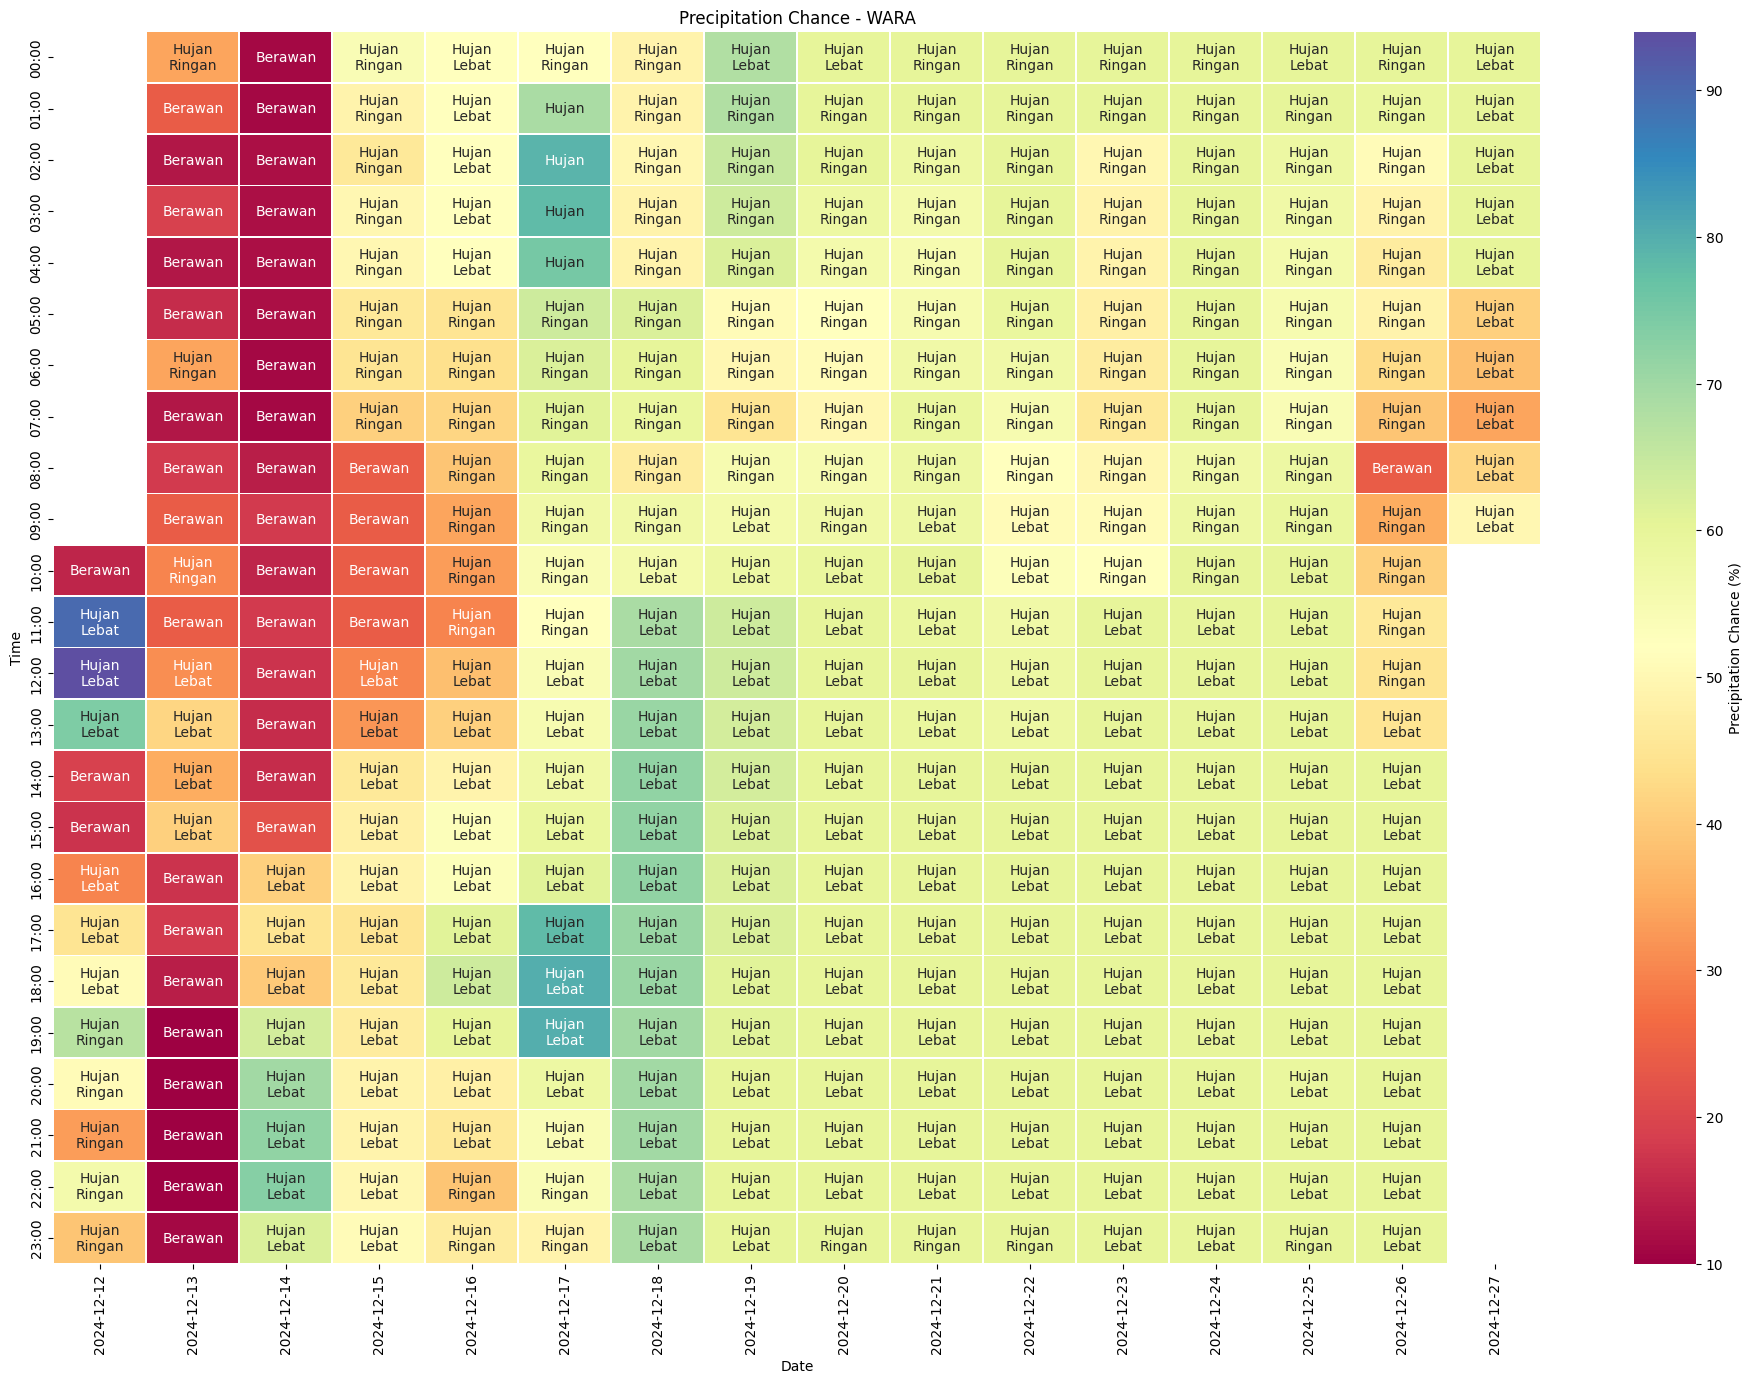 Precipitation Chance - WARA
00:00 Hujan Ringan Berawan Hujan Ringan Hujan Lebat Hujan Ringan Hujan Ringan Hujan Lebat Hujan Lebat Hujan Ringan Hujan Ringan Hujan Ringan Hujan Ringan Hujan Lebat Hujan Ringan Hujan Lebat
01:00 Berawan Berawan Hujan Ringan Hujan Lebat Hujan Hujan Ringan Hujan Ringan Hujan Ringan Hujan Ringan Hujan Ringan Hujan Ringan Hujan Ringan Hujan Ringan Hujan Ringan Hujan Lebat
02:00 Berawan Berawan Hujan Ringan Hujan Lebat Hujan Hujan Ringan Hujan Ringan Hujan Ringan Hujan Ringan Hujan Ringan Hujan Ringan Hujan Ringan Hujan Ringan Hujan Ringan Hujan Lebat
03:00 Berawan Berawan Hujan Ringan Hujan Lebat Hujan Hujan Ringan Hujan Ringan Hujan Ringan Hujan Ringan Hujan Ringan Hujan Ringan Hujan Ringan Hujan Ringan Hujan Ringan Hujan Lebat
04:00 Berawan Berawan Hujan Ringan Hujan Lebat Hujan Hujan Ringan Hujan Ringan Hujan Ringan Hujan Ringan Hujan Ringan Hujan Ringan Hujan Ringan Hujan Ringan Hujan Ringan Hujan Lebat
05:00 Berawan Berawan Hujan Ringan Hujan Ringan Hujan Ringan Hujan Ringan Hujan Ringan Hujan Ringan Hujan Ringan Hujan Ringan Hujan Ringan Hujan Ringan Hujan Ringan Hujan Ringan Hujan Lebat
06:00 Hujan Ringan Berawan Hujan Ringan Hujan Ringan Hujan Ringan Hujan Ringan Hujan Ringan Hujan Ringan Hujan Ringan Hujan Ringan Hujan Ringan Hujan Ringan Hujan Ringan Hujan Ringan Hujan Lebat
07:00 Berawan Berawan Hujan Ringan Hujan Ringan Hujan Ringan Hujan Ringan Hujan Ringan Hujan Ringan Hujan Ringan Hujan Ringan Hujan Ringan Hujan Ringan Hujan Ringan Hujan Ringan Hujan Lebat
08:00 Berawan Berawan Berawan Hujan Ringan Hujan Ringan Hujan Ringan Hujan Ringan Hujan Ringan Hujan Ringan Hujan Ringan Hujan Ringan Hujan Ringan Hujan Ringan Berawan Hujan Lebat
09:00 Berawan Berawan Berawan Hujan Ringan Hujan Ringan Hujan Ringan Hujan Lebat Hujan Ringan Hujan Lebat Hujan Lebat Hujan Ringan Hujan Ringan Hujan Ringan Hujan Ringan Hujan Lebat
10:00 Berawan Hujan Ringan Berawan Berawan Hujan Ringan Hujan Ringan Hujan Lebat Hujan Lebat Hujan Lebat Hujan Lebat Hujan Lebat Hujan Ringan Hujan Ringan Hujan Lebat Hujan Ringan
11:00 Hujan Lebat Berawan Berawan Berawan Hujan Ringan Hujan Ringan Hujan Lebat Hujan Lebat Hujan Lebat Hujan Lebat Hujan Lebat Hujan Lebat Hujan Lebat Hujan Lebat Hujan Ringan
12:00 Hujan Lebat Hujan Lebat Berawan Hujan Lebat Hujan Lebat Hujan Lebat Hujan Lebat Hujan Lebat Hujan Lebat Hujan Lebat Hujan Lebat Hujan Lebat Hujan Lebat Hujan Lebat Hujan Ringan
13:00 Hujan Lebat Hujan Lebat Berawan Hujan Lebat Hujan Lebat Hujan Lebat Hujan Lebat Hujan Lebat Hujan Lebat Hujan Lebat Hujan Lebat Hujan Lebat Hujan Lebat Hujan Lebat Hujan Lebat
14:00 Berawan Hujan Lebat Berawan Hujan Lebat Hujan Lebat Hujan Lebat Hujan Lebat Hujan Lebat Hujan Lebat Hujan Lebat Hujan Lebat Hujan Lebat Hujan Lebat Hujan Lebat Hujan Lebat
15:00 Berawan Hujan Lebat Berawan Hujan Lebat Hujan Lebat Hujan Lebat Hujan Lebat Hujan Lebat Hujan Lebat Hujan Lebat Hujan Lebat Hujan Lebat Hujan Lebat Hujan Lebat Hujan Lebat
16:00 Hujan Lebat Berawan Hujan Lebat Hujan Lebat Hujan Lebat Hujan Lebat Hujan Lebat Hujan Lebat Hujan Lebat Hujan Lebat Hujan Lebat Hujan Lebat Hujan Lebat Hujan Lebat Hujan Lebat
17:00 Hujan Lebat Berawan Hujan Lebat Hujan Lebat Hujan Lebat Hujan Lebat Hujan Lebat Hujan Lebat Hujan Lebat Hujan Lebat Hujan Lebat Hujan Lebat Hujan Lebat Hujan Lebat Hujan Lebat
18:00 Hujan Lebat Berawan Hujan Lebat Hujan Lebat Hujan Lebat Hujan Lebat Hujan Lebat Hujan Lebat Hujan Lebat Hujan Lebat Hujan Lebat Hujan Lebat Hujan Lebat Hujan Lebat Hujan Lebat
19:00 Hujan Ringan Berawan Hujan Lebat Hujan Lebat Hujan Lebat Hujan Lebat Hujan Lebat Hujan Lebat Hujan Lebat Hujan Lebat Hujan Lebat Hujan Lebat Hujan Lebat Hujan Lebat Hujan Lebat
20:00 Hujan Ringan Berawan Hujan Lebat Hujan Lebat Hujan Lebat Hujan Lebat Hujan Lebat Hujan Lebat Hujan Lebat Hujan Lebat Hujan Lebat Hujan Lebat Hujan Lebat Hujan Lebat Hujan Lebat
21:00 Hujan Ringan Berawan Hujan Lebat Hujan Lebat Hujan Lebat Hujan Lebat Hujan Lebat Hujan Lebat Hujan Lebat Hujan Lebat Hujan Lebat Hujan Lebat Hujan Lebat Hujan Lebat Hujan Lebat
22:00 Hujan Ringan Berawan Hujan Lebat Hujan Lebat Hujan Ringan Hujan Ringan Hujan Lebat Hujan Lebat Hujan Lebat Hujan Lebat Hujan Lebat Hujan Lebat Hujan Lebat Hujan Lebat Hujan Lebat
23:00 Hujan Ringan Berawan Hujan Lebat Hujan Lebat Hujan Ringan Hujan Ringan Hujan Lebat Hujan Lebat Hujan Ringan Hujan Ringan Hujan Ringan Hujan Lebat Hujan Lebat Hujan Ringan Hujan Lebat
2024-12-12 2024-12-13 2024-12-14 2024-12-15 2024-12-16 2024-12-17 2024-12-18 2024-12-19 2024-12-20 2024-12-21 2024-12-22 2024-12-23 2024-12-24 2024-12-25 2024-12-26 2024-12-27
Time
Date
90
80
70
60
50
40
30
20
10
Precipitation Chance (%)